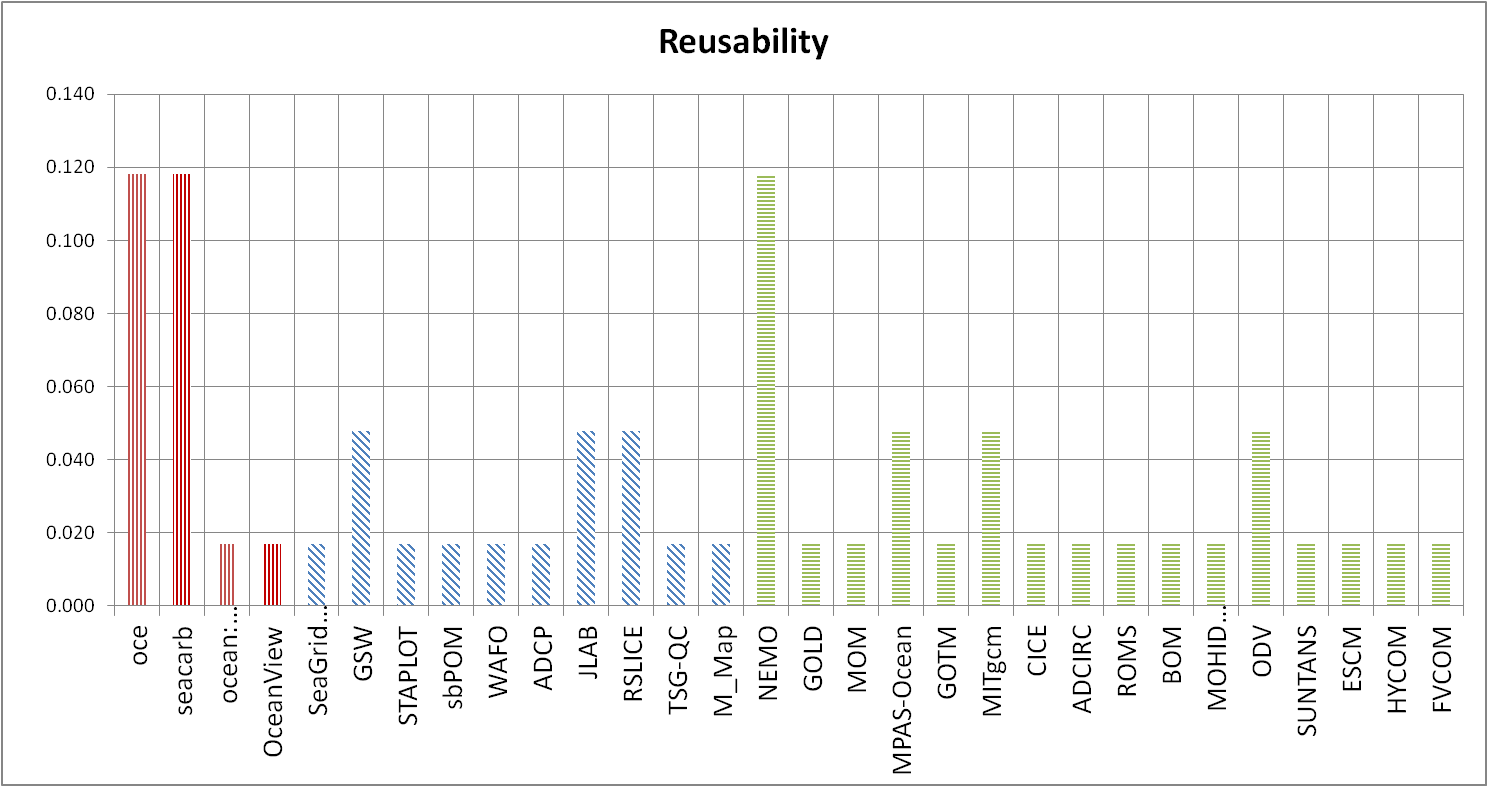 Reusability
0.140
0.120
0.100
0.080
0.060
0.040
0.020
0.000
oce
seacarb
ocean:...
OceanView
SeaGrid...
GSW
STAPLOT
sbPOM
WAFO
ADCP
JLAB
RSLICE
TSG-QC
M_Map
NEMO
GOLD
MOM
MPAS-Ocean
GOTM
MITgcm
CICE
ADCIRC
ROMS
BOM
MOHID...
ODV
SUNTANS
ESCM
HYCOM
FVCOM